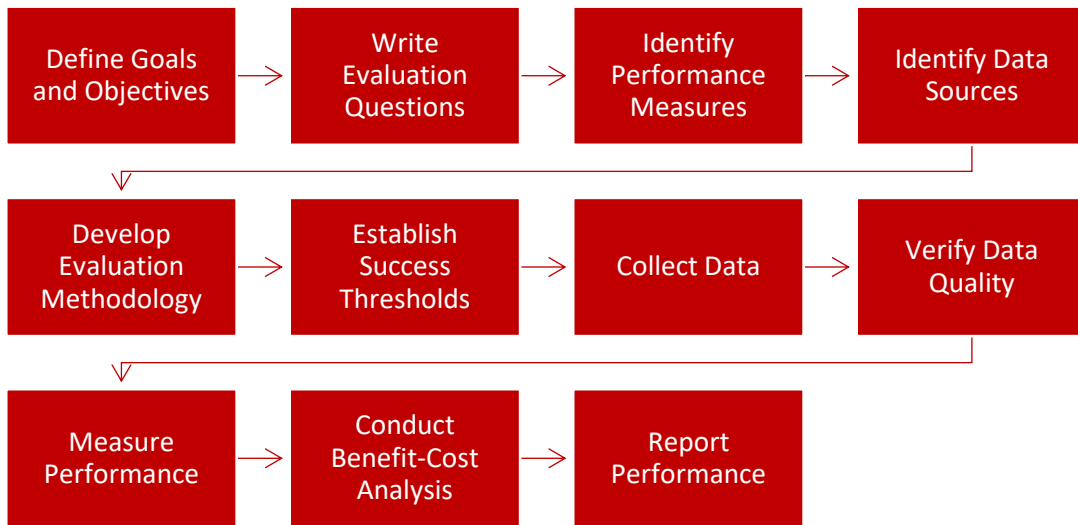 Define Goals
and Objectives
Write
Evaluation
Questions
Identify
Performance
Measures
Identify Data
Sources
Develop
Evaluation
Methodology
Establish
Success
Thresholds
Collect Data
Verify Data
Quality
Measure
Performance
Conduct
Benefit-Cost
Analysis
Report
Performance